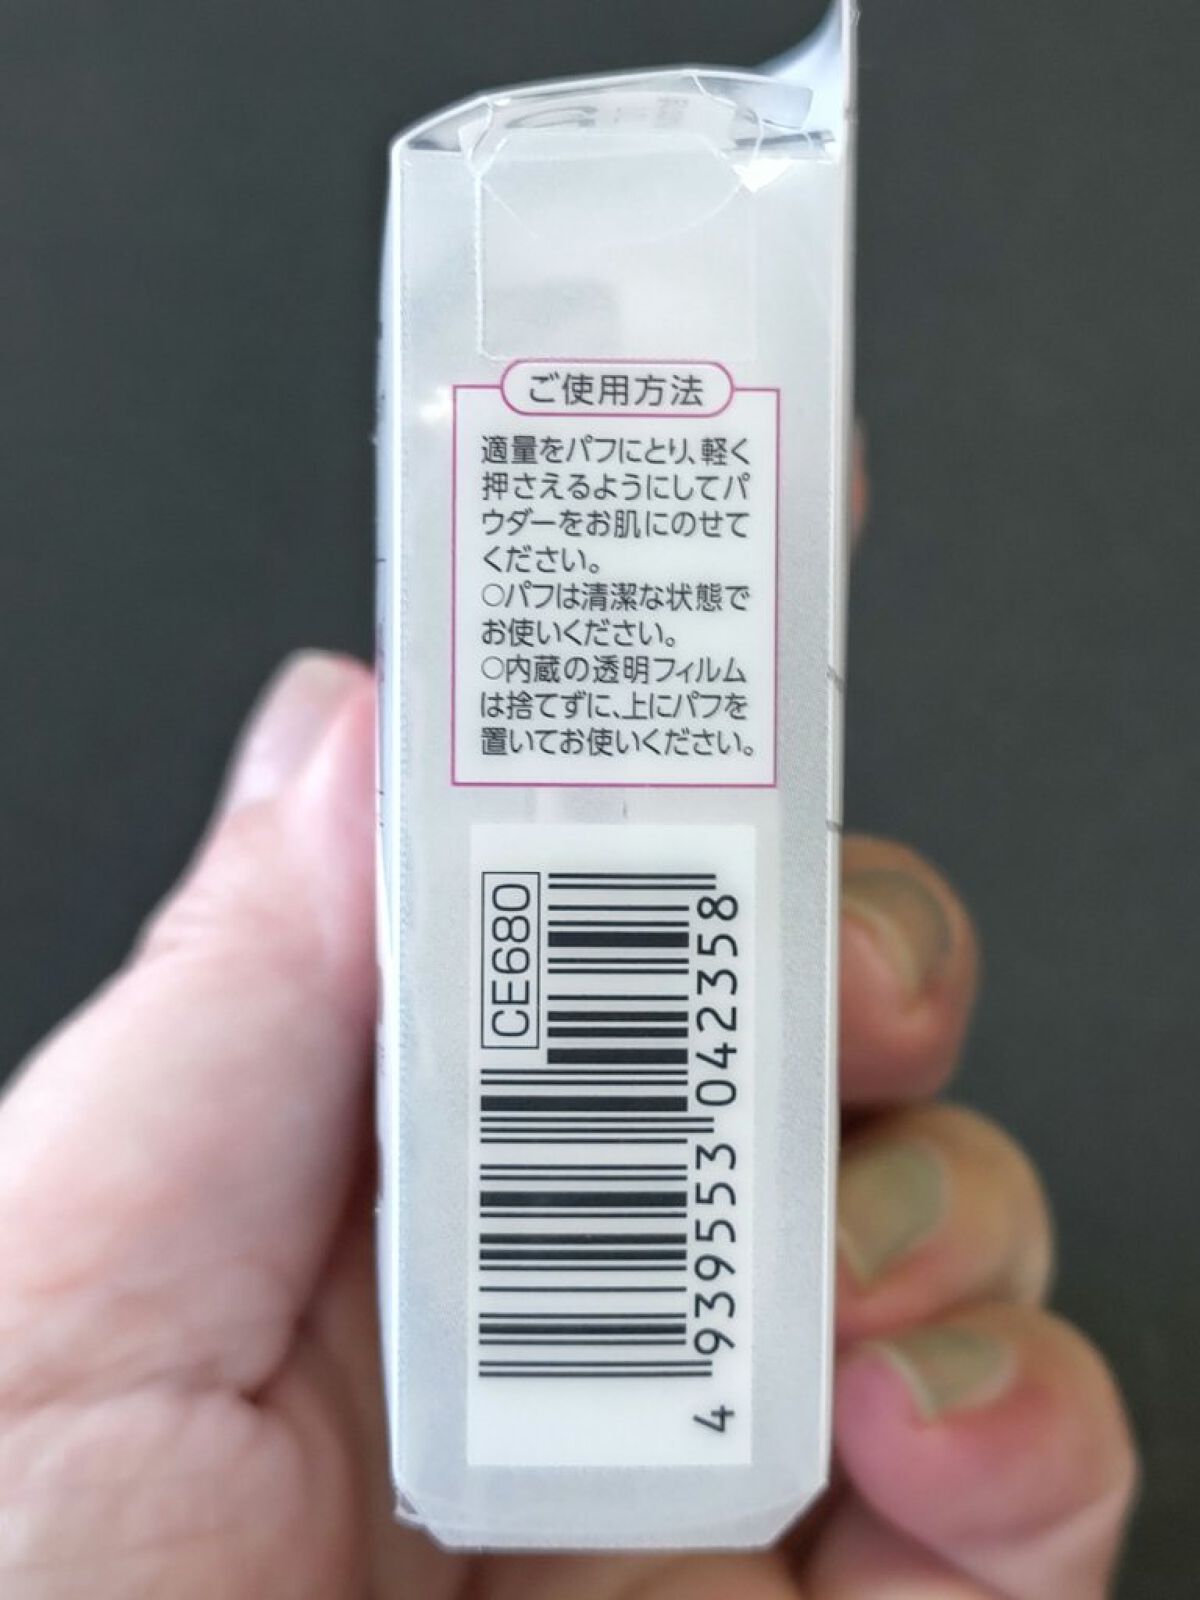 ご使用方法
適量をパフにとり、軽く
押さえるようにしてパ
ウダーをお肌にのせて
ください。
○パフは清潔な状態で
お使いください。
○内蔵の透明フィルム
は捨てずに、上にパフを
置いてお使いください。
CE680
4 939553 042358